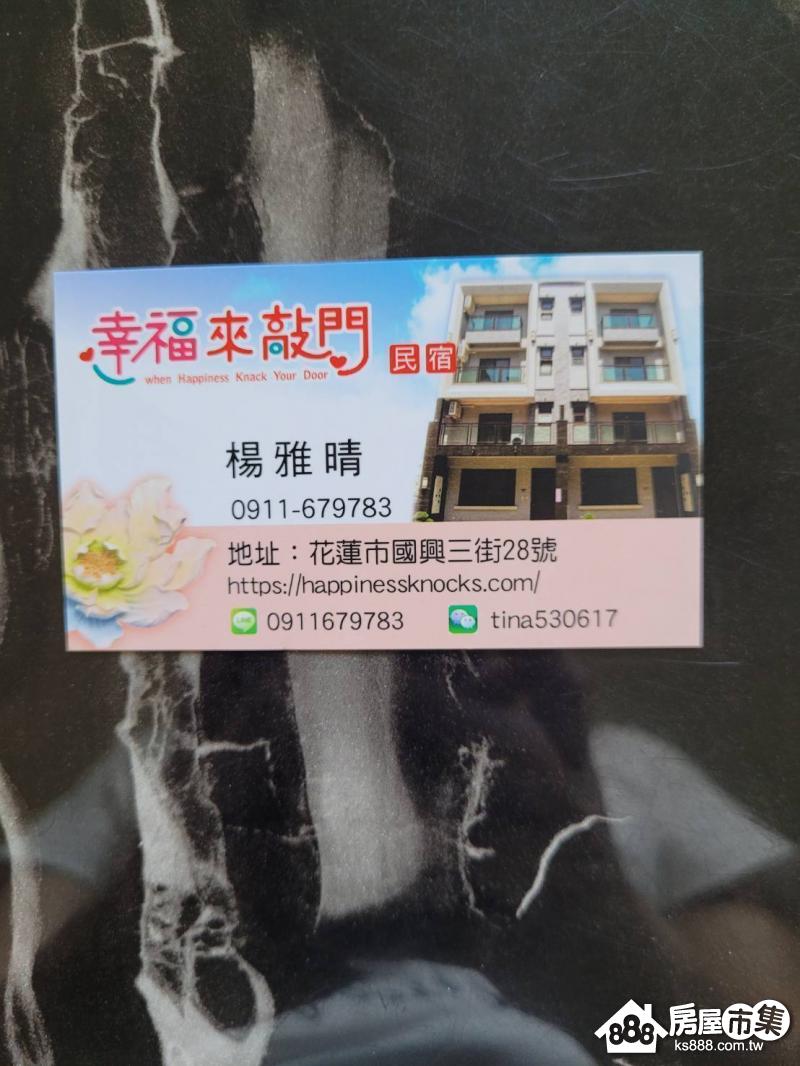 幸福來敲門 民宿
when Happiness Knack Your Door
楊雅晴
0911-679783
地址：花蓮市國興三街28號
https://happinessknocks.com/
LINE 0911679783 tina530617
888 房屋市集
ks888.com.tw